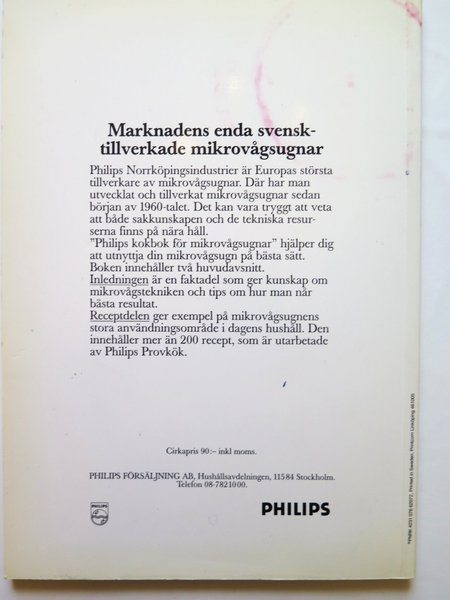 Marknadens enda svensk-
tillverkade mikrovågsugnar
Philips Norrköpingsindustrier är Europas största
tillverkare av mikrovågsugnar. Där har man
utvecklat och tillverkat mikrovågsugnar sedan
början av 1960-talet. Det kan vara tryggt att veta
att både sakkunskapen och de tekniska resur-
serna finns på nära håll.
"Philips kokbok för mikrovågsugnar" hjälper dig
att utnyttja din mikrovågsugn på bästa sätt.
Boken innehåller två huvudavsnitt.
Inledningen är en faktadel som ger kunskap om
mikrovågstekniken och tips om hur man når
bästa resultat.
Receptdelen ger exempel på mikrovågsugnens
stora användningsområde i dagens hushåll. Den
innehåller mer än 200 recept, som är utarbetade
av Philips Provkök.
Cirkapris 90:– inkl moms.
PHILIPS FÖRSÄLJNING AB, Hushållsavdelningen, 115 84 Stockholm.
Telefon 08-782 10 00.
PHILIPS
PHILIPS
Printed in Sweden. Printcom Linköping